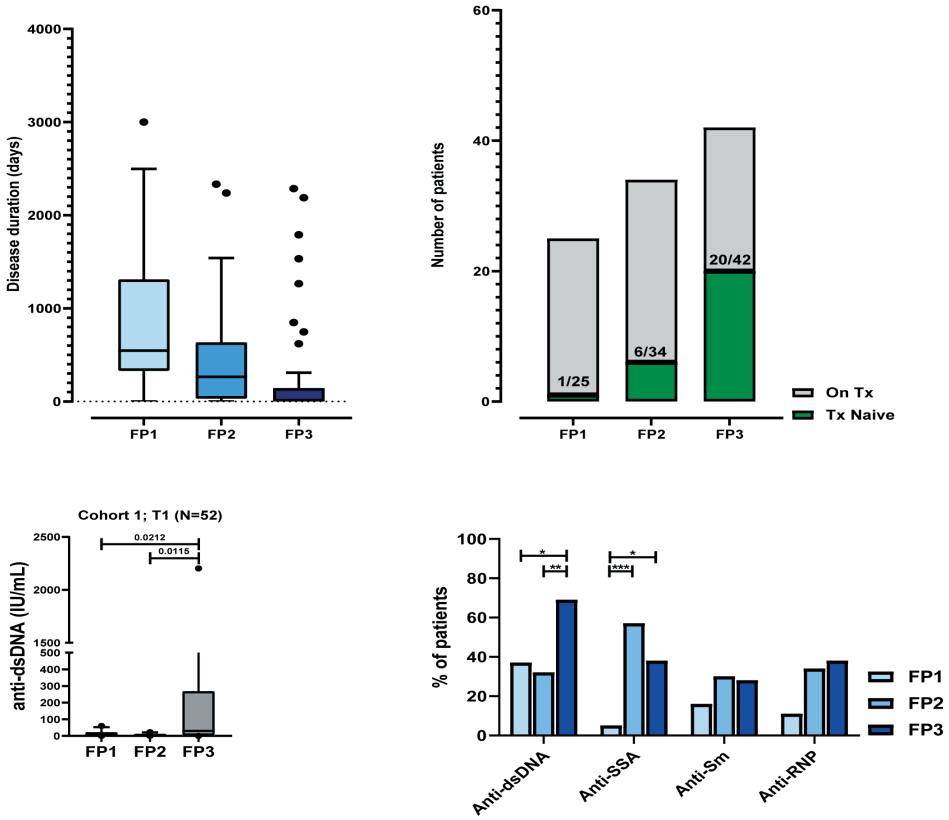 Disease duration (days)
4000
3000
2000
1000
0
FP1 FP2 FP3
Number of patients
60
40
20
0
1/25
6/34
20/42
FP1 FP2 FP3
On Tx
Tx Naive
Cohort 1; T1 (N=52)
anti-dsDNA (IU/mL)
2500
2000
1500
500
400
300
200
100
0
0.0212
0.0115
FP1 FP2 FP3
% of patients
100
80
60
40
20
0
*
**
***
*
Anti-dsDNA
Anti-SSA
Anti-Sm
Anti-RNP
FP1
FP2
FP3